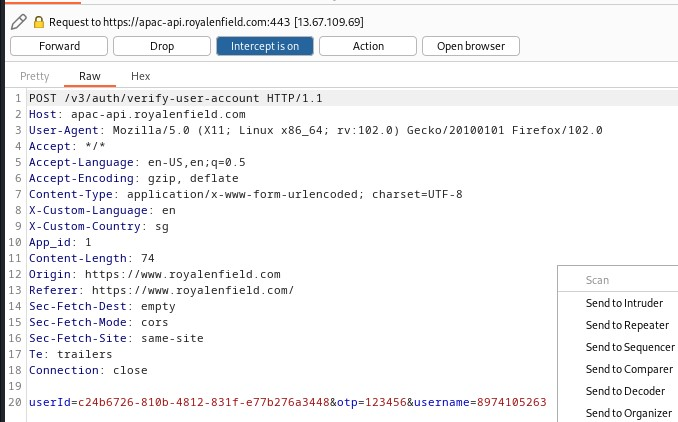 Request to https://apac-api.royalenfield.com:443 [13.67.109.69]
Forward Drop Intercept is on Action Open browser
Pretty Raw Hex
1 POST /v3/auth/verify-user-account HTTP/1.1
2 Host: apac-api.royalenfield.com
3 User-Agent: Mozilla/5.0 (X11; Linux x86_64; rv:102.0) Gecko/20100101 Firefox/102.0
4 Accept: */*
5 Accept-Language: en-US,en;q=0.5
6 Accept-Encoding: gzip, deflate
7 Content-Type: application/x-www-form-urlencoded; charset=UTF-8
8 X-Custom-Language: en
9 X-Custom-Country: sg
10 App_id: 1
11 Content-Length: 74
12 Origin: https://www.royalenfield.com
13 Referer: https://www.royalenfield.com/
14 Sec-Fetch-Dest: empty
15 Sec-Fetch-Mode: cors
16 Sec-Fetch-Site: same-site
17 Te: trailers
18 Connection: close
19
20 userId=c24b6726-810b-4812-831f-e77b276a3448&otp=123456&username=8974105263
Scan
Send to Intruder
Send to Repeater
Send to Sequencer
Send to Comparer
Send to Decoder
Send to Organizer